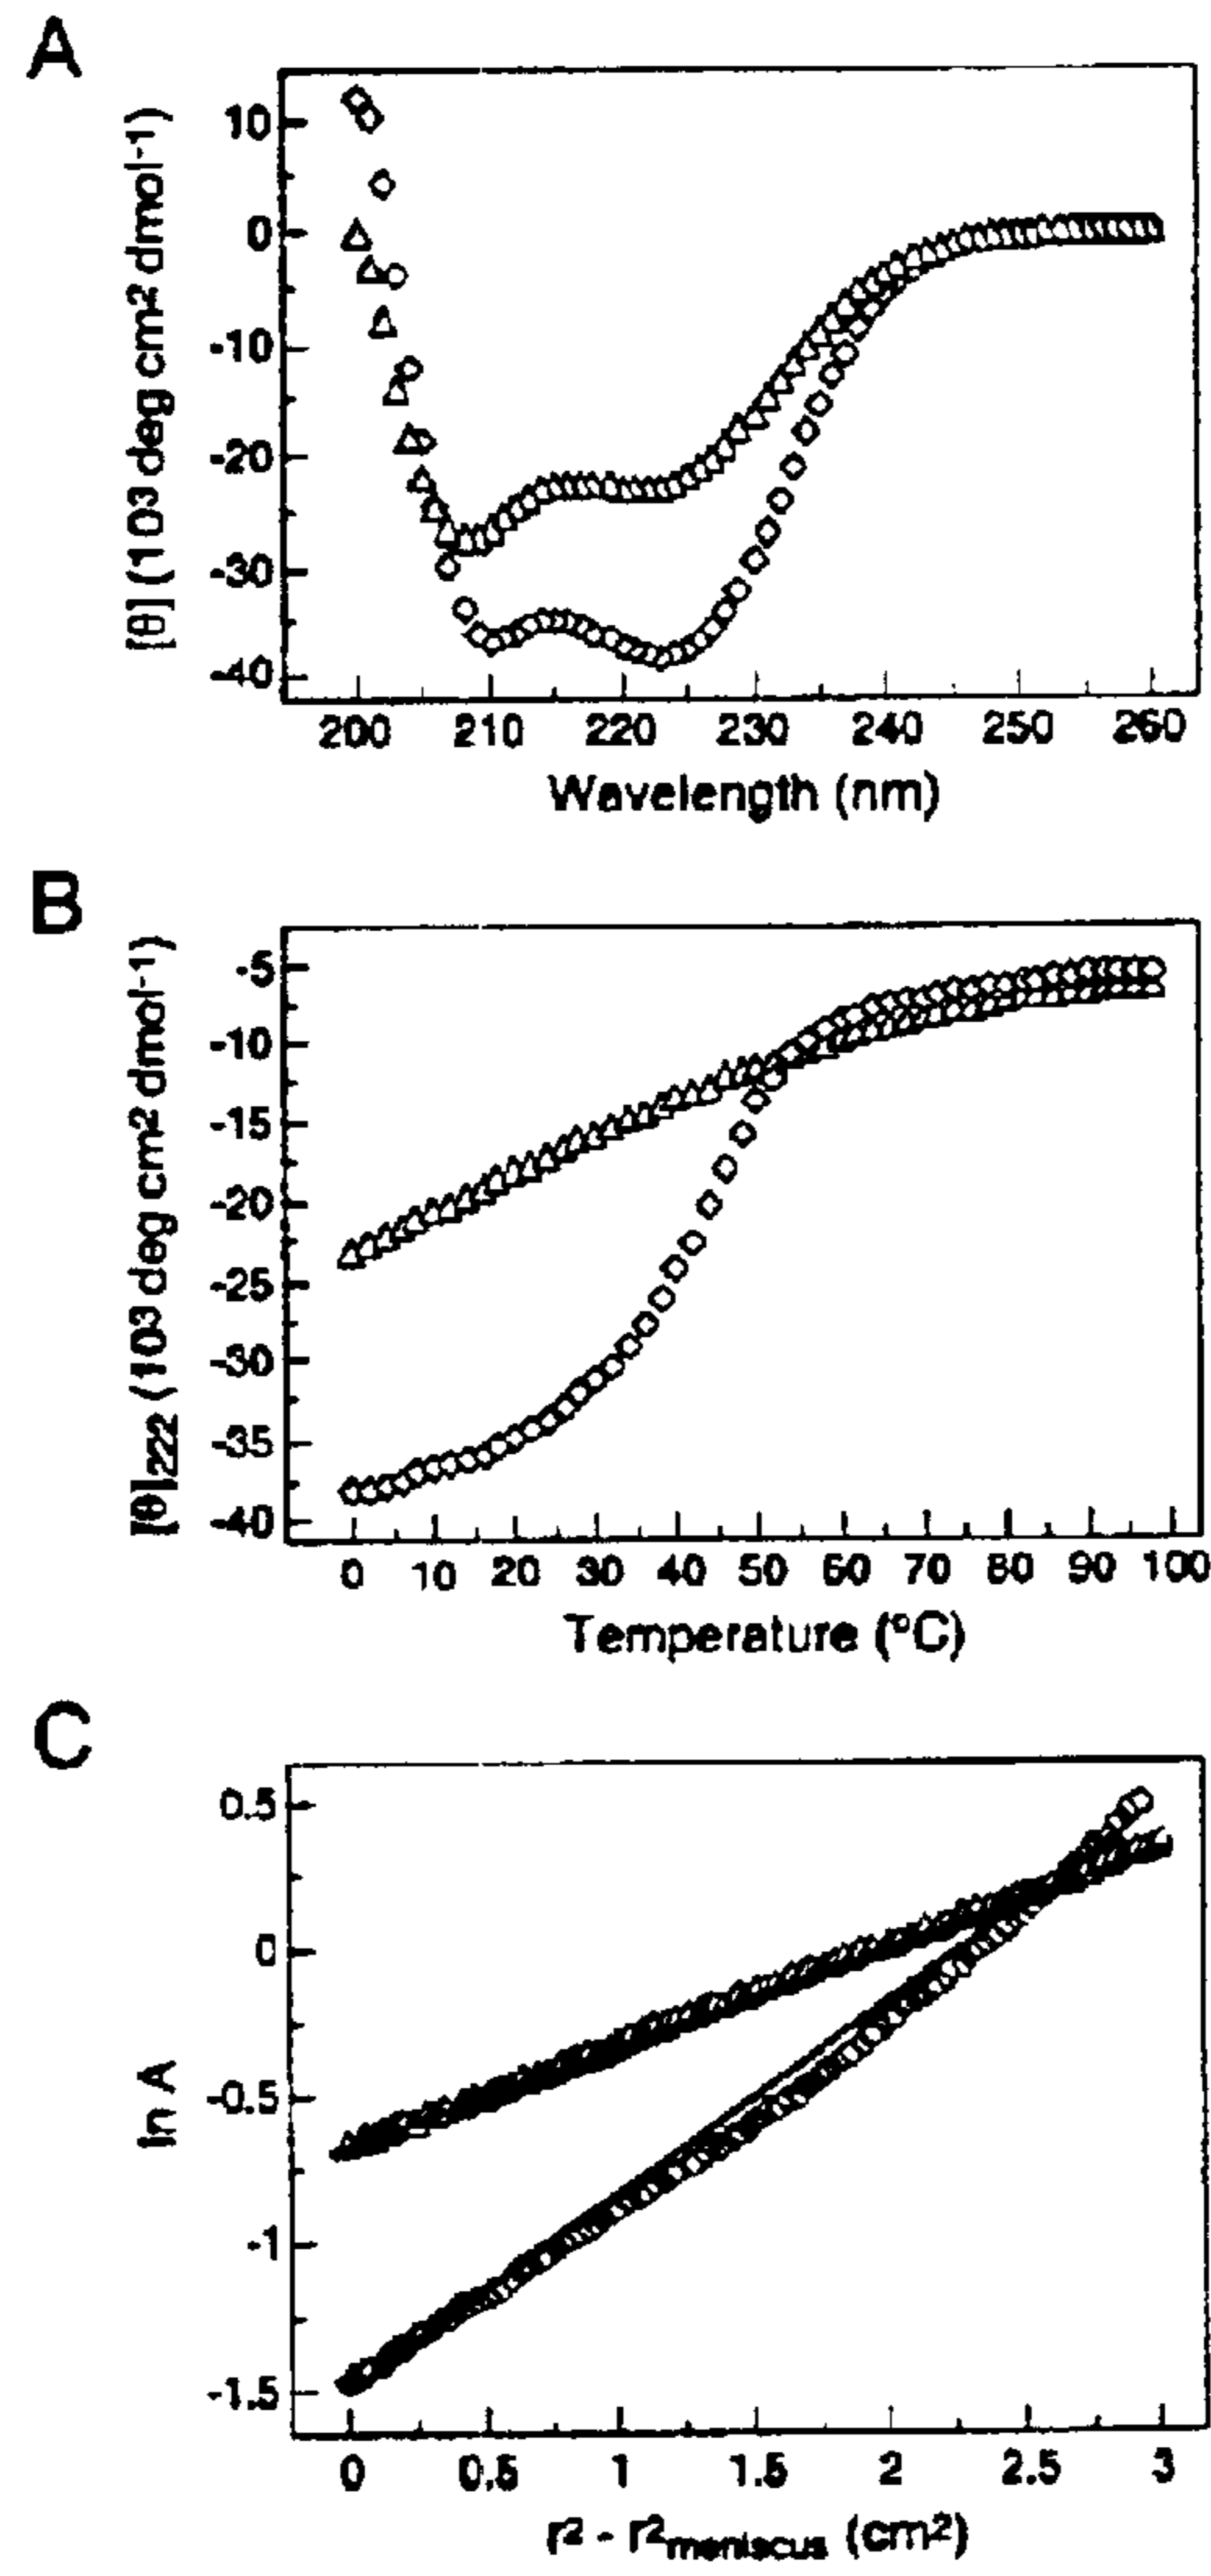 A
[θ] (10³ deg cm² dmol⁻¹)
10
0
-10
-20
-30
-40
200 210 220 230 240 250 260
Wavelength (nm)
B
[θ]₂₂₂ (10³ deg cm² dmol⁻¹)
-5
-10
-15
-20
-25
-30
-35
-40
0 10 20 30 40 50 60 70 80 90 100
Temperature (°C)
C
ln A
0.5
0
-0.5
-1
-1.5
0 0.5 1 1.5 2 2.5 3
r² - r²meniscus (cm²)